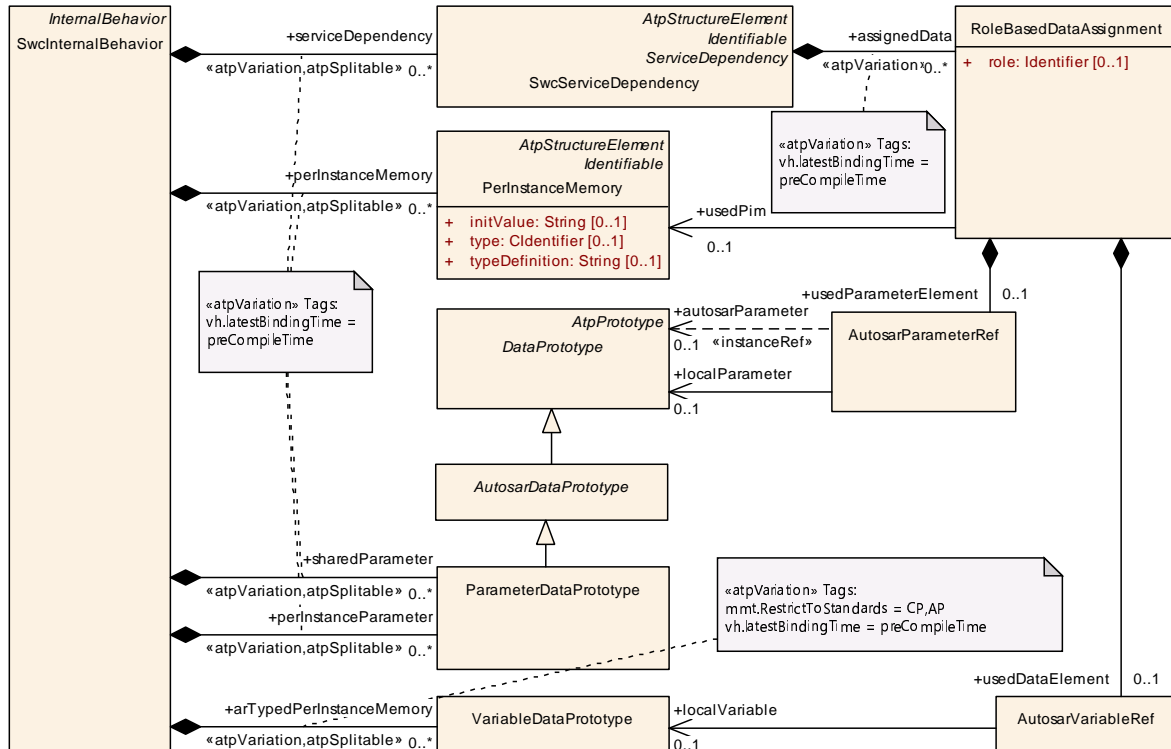 InternalBehavior
SwcInternalBehavior
+serviceDependency
«atpVariation,atpSplitable» 0..*
AtpStructureElement
Identifiable
ServiceDependency
SwcServiceDependency
+assignedData
«atpVariation» 0..*
RoleBasedDataAssignment
+ role: Identifier [0..1]
«atpVariation» Tags:
vh.latestBindingTime =
preCompileTime
+perInstanceMemory
«atpVariation,atpSplitable» 0..*
AtpStructureElement
Identifiable
PerInstanceMemory
+ initValue: String [0..1]
+ type: CIdentifier [0..1]
+ typeDefinition: String [0..1]
+usedPim
0..1
«atpVariation» Tags:
vh.latestBindingTime =
preCompileTime
+usedParameterElement 0..1
AtpPrototype
DataPrototype
+autosarParameter
0..1 «instanceRef»
+localParameter
0..1
AutosarParameterRef
AutosarDataPrototype
+sharedParameter
«atpVariation,atpSplitable» 0..*
+perInstanceParameter
«atpVariation,atpSplitable» 0..*
ParameterDataPrototype
«atpVariation» Tags:
mmt.RestrictToStandards = CP,AP
vh.latestBindingTime = preCompileTime
+usedDataElement 0..1
+arTypedPerInstanceMemory
«atpVariation,atpSplitable» 0..*
VariableDataPrototype
+localVariable
0..1
AutosarVariableRef